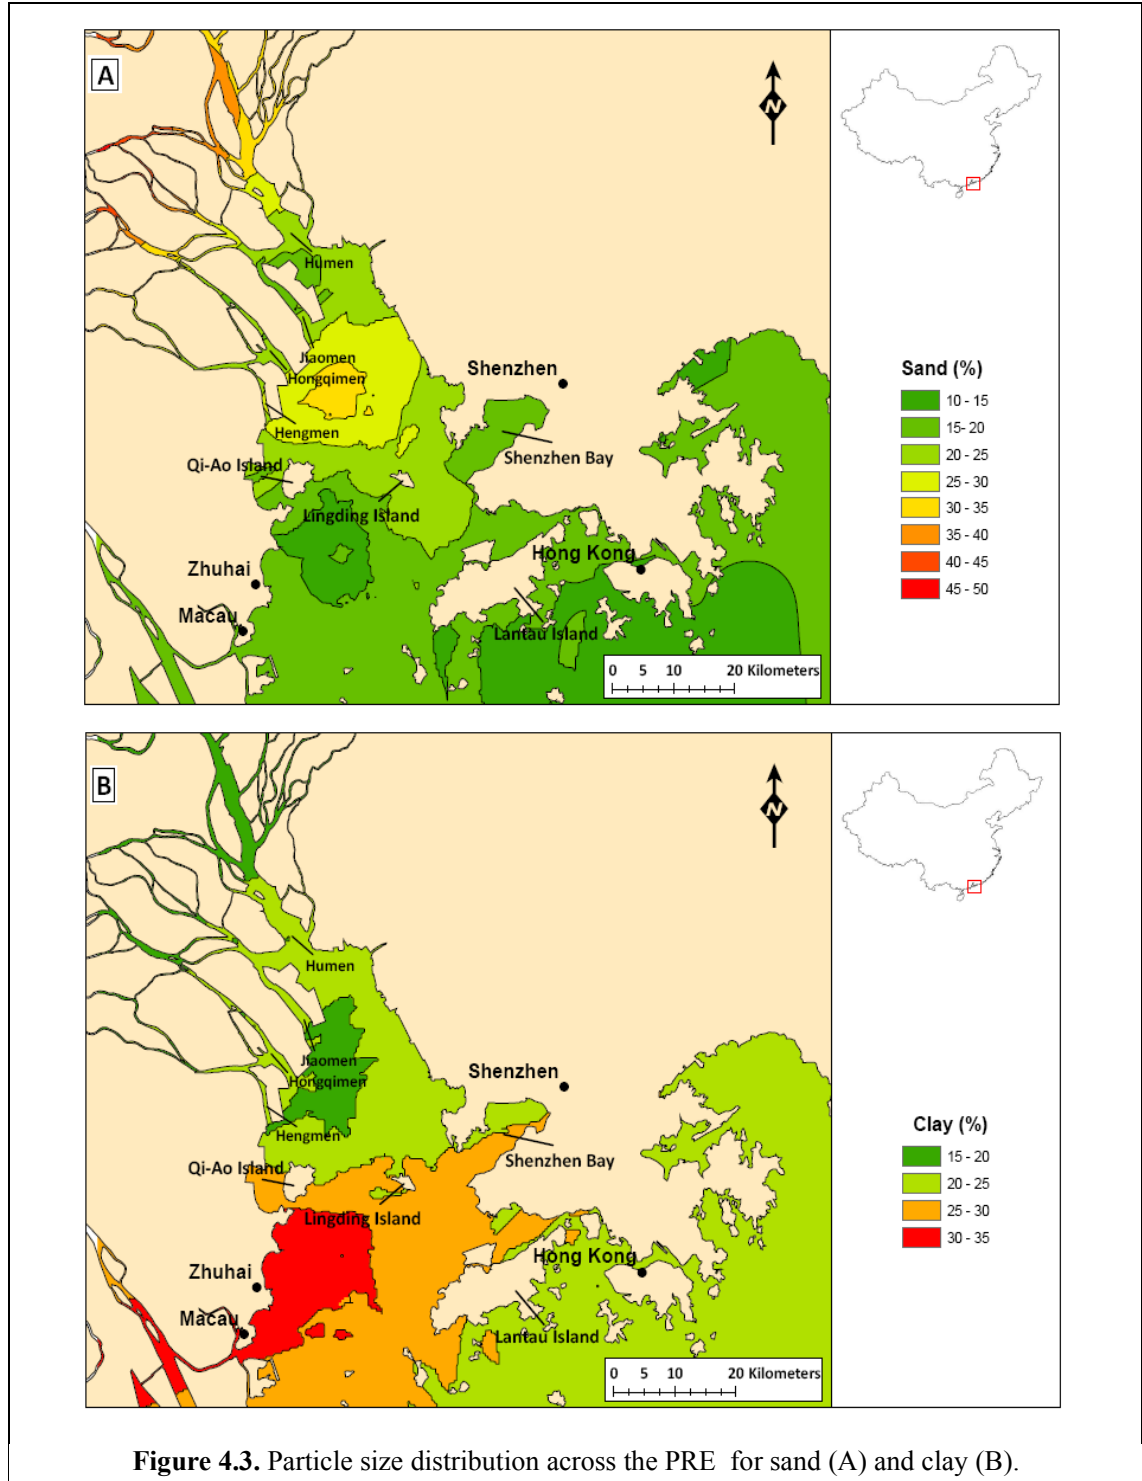 A
N
Humen
Jiaomen
Hongqimen
Hengmen
Shenzhen
Shenzhen Bay
Qi-Ao Island
Lingding Island
Hong Kong
Zhuhai
Macau
Lantau Island
0 5 10 20 Kilometers
Sand (%)
10 - 15
15- 20
20 - 25
25 - 30
30 - 35
35 - 40
40 - 45
45 - 50
B
N
Humen
Jiaomen
Hongqimen
Hengmen
Shenzhen
Shenzhen Bay
Qi-Ao Island
Lingding Island
Hong Kong
Zhuhai
Macau
Lantau Island
0 5 10 20 Kilometers
Clay (%)
15 - 20
20 - 25
25 - 30
30 - 35
Figure 4.3. Particle size distribution across the PRE for sand (A) and clay (B).